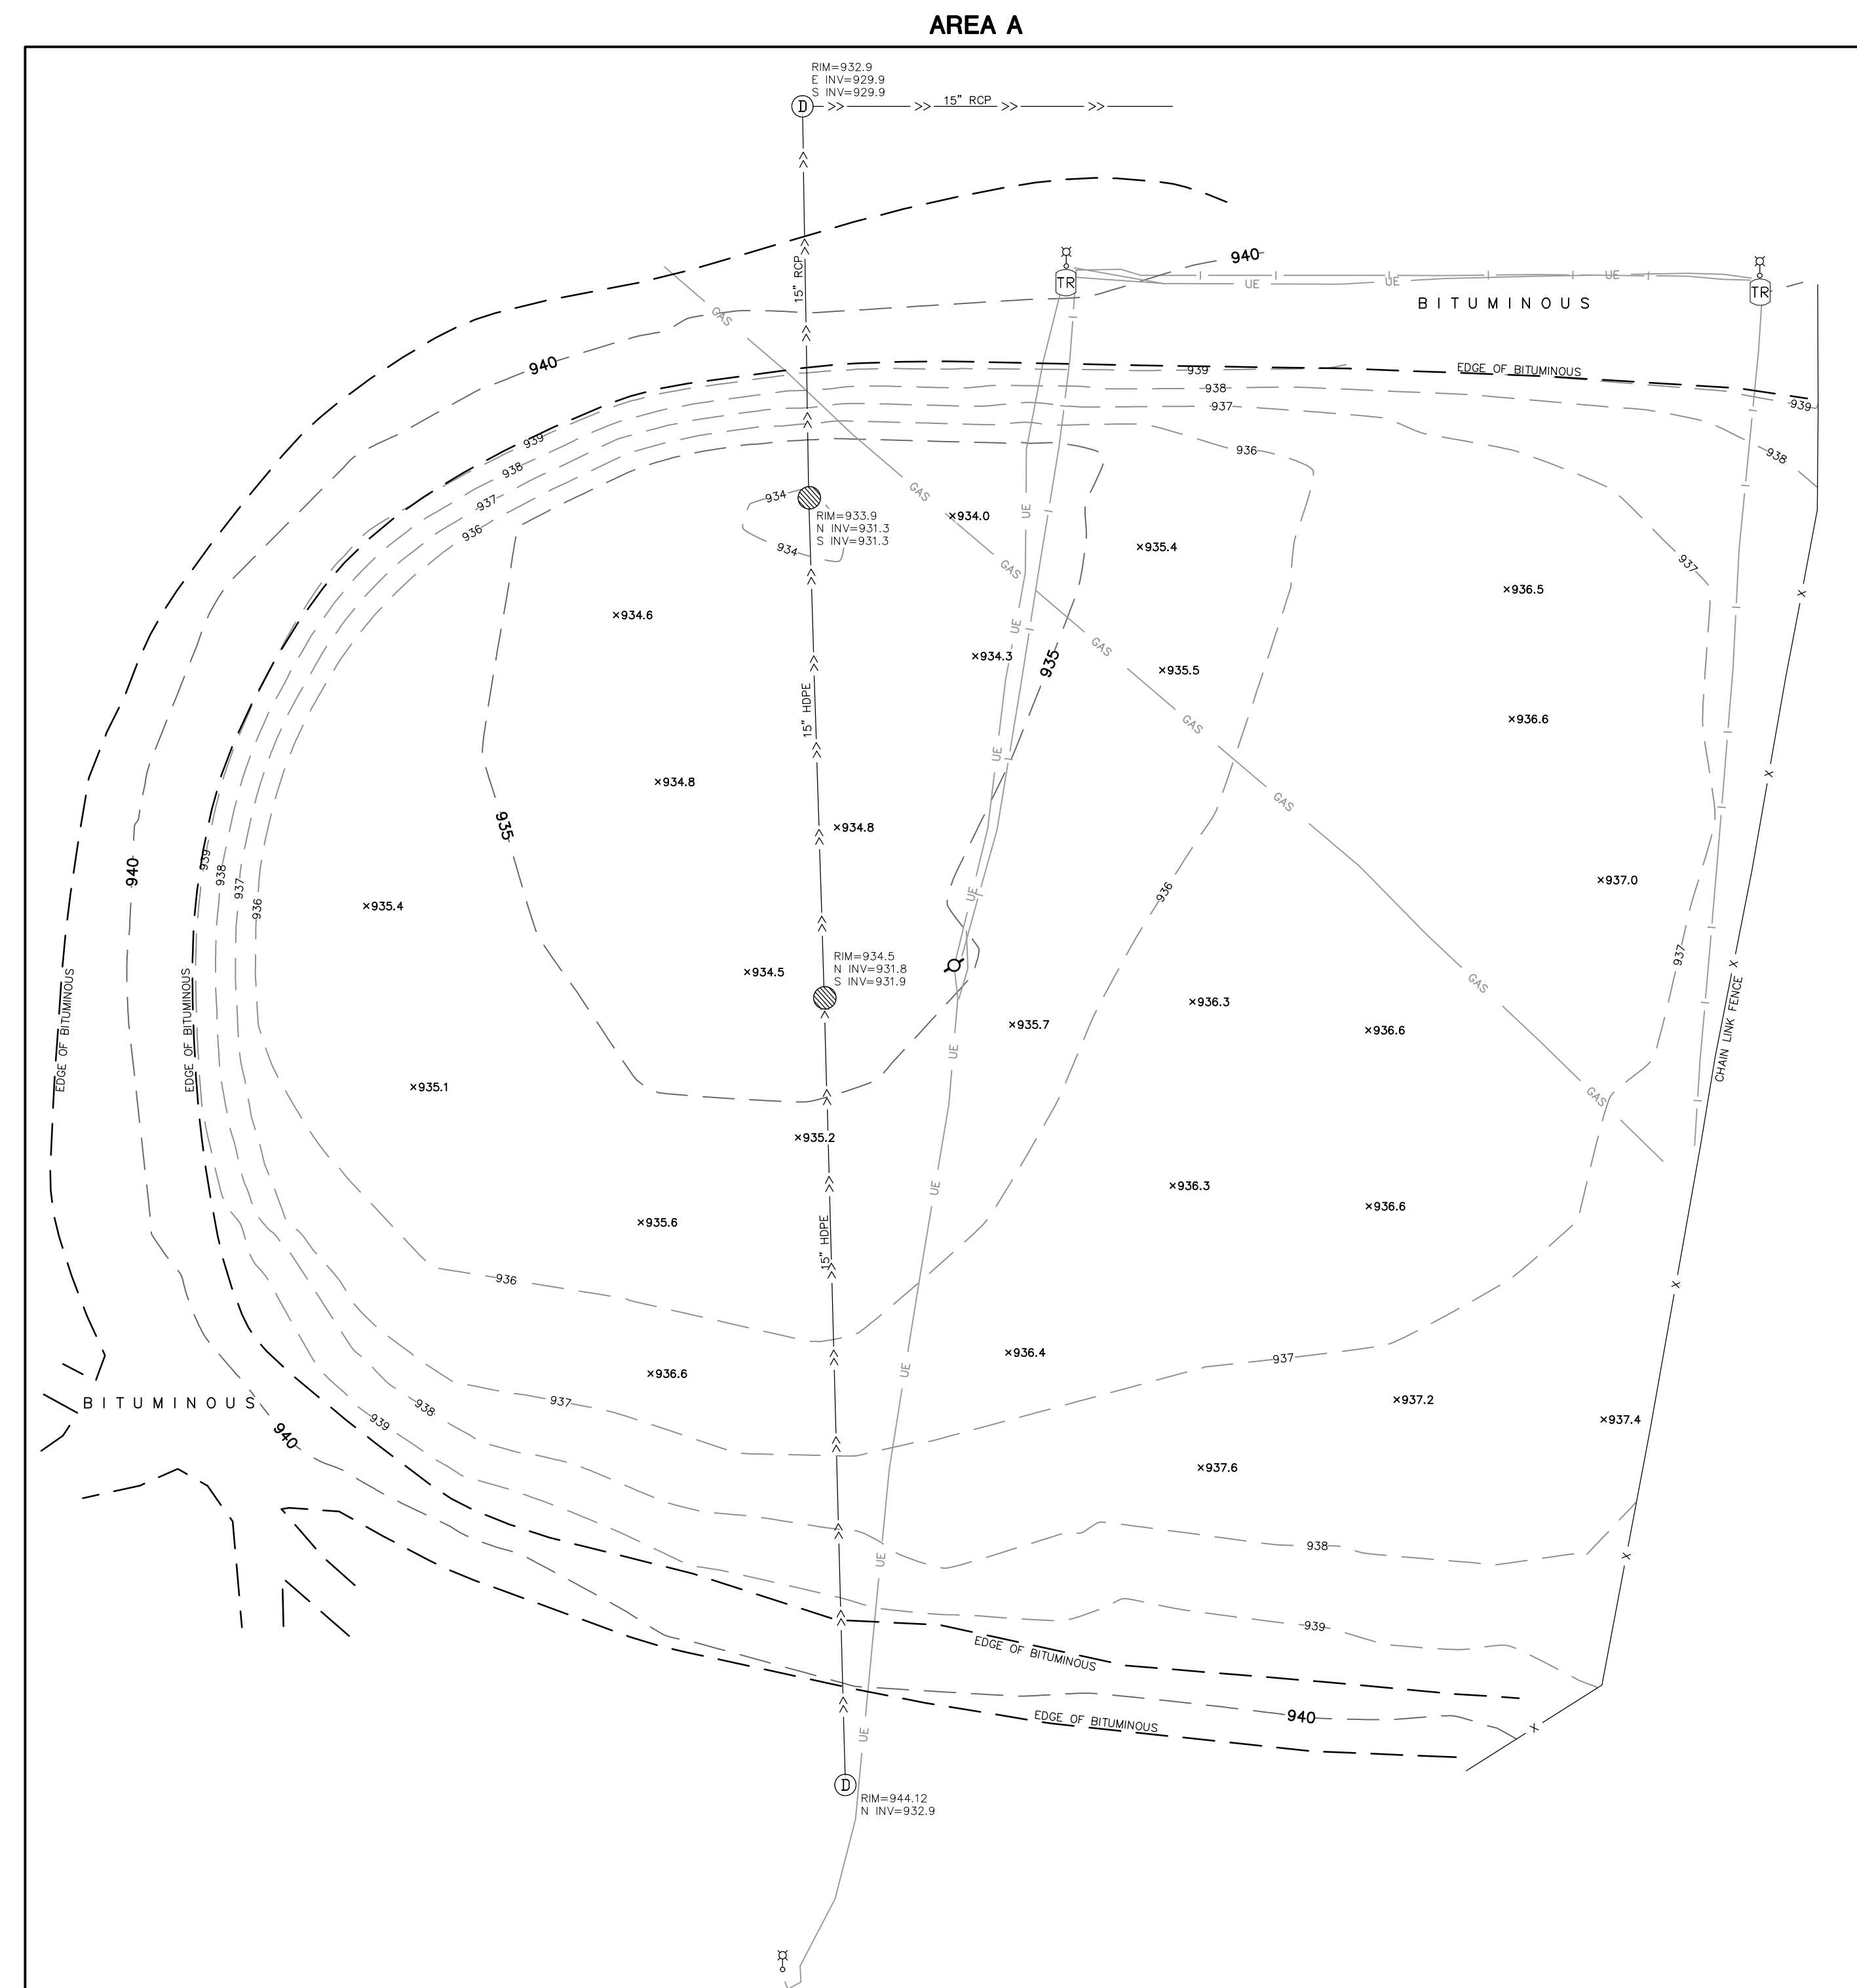 AREA A
RIM=932.9
E INV=929.9
S INV=929.9
D
15" RCP
15" RCP
940
TR
TR
UE
UE
UE
BITUMINOUS
GAS
940
EDGE OF BITUMINOUS
939
938
937
939
936
938
939
938
937
936
934
GAS
UE
RIM=933.9
N INV=931.3
S INV=931.3
×934.0
934
×935.4
937
GAS
×936.5
X
×934.6
UE
×934.3
935
GAS
×935.5
15" HDPE
GAS
×936.6
UE
X
×934.8
GAS
935
×934.8
939
938
937
936
940
×935.4
UE
936
×937.0
937
X
RIM=934.5
N INV=931.8
S INV=931.9
×934.5
GAS
×936.3
×935.7
×936.6
EDGE OF BITUMINOUS
EDGE OF BITUMINOUS
CHAIN LINK FENCE
UE
×935.1
GAS
×935.2
UE
×936.3
×936.6
×935.6
15" HDPE
936
X
×936.4
937
UE
×936.6
BITUMINOUS
937
938
939
940
×937.2
×937.4
×937.6
938
UE
X
939
EDGE OF BITUMINOUS
940
EDGE OF BITUMINOUS
X
UE
D
RIM=944.12
N INV=932.9